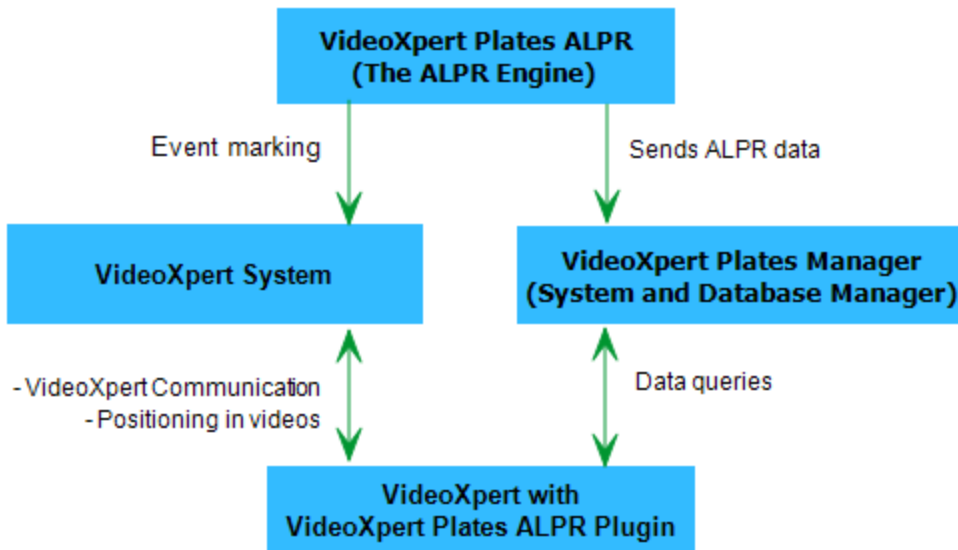 VideoXpert Plates ALPR
(The ALPR Engine)
Event marking
Sends ALPR data
VideoXpert System
VideoXpert Plates Manager
(System and Database Manager)
- VideoXpert Communication
- Positioning in videos
Data queries
VideoXpert with
VideoXpert Plates ALPR Plugin